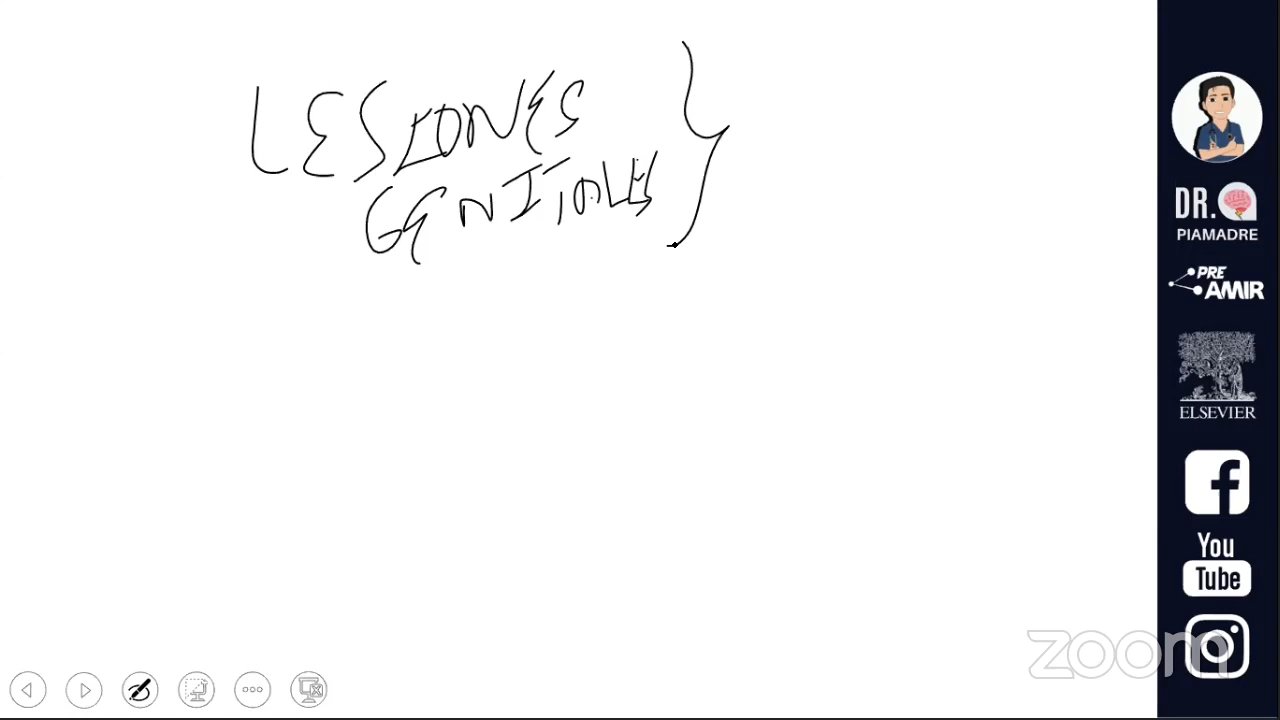 LESIONES
GENITALES
DR.
PIAMADRE
PRE
AMIR
ELSEVIER
You
Tube
zoom